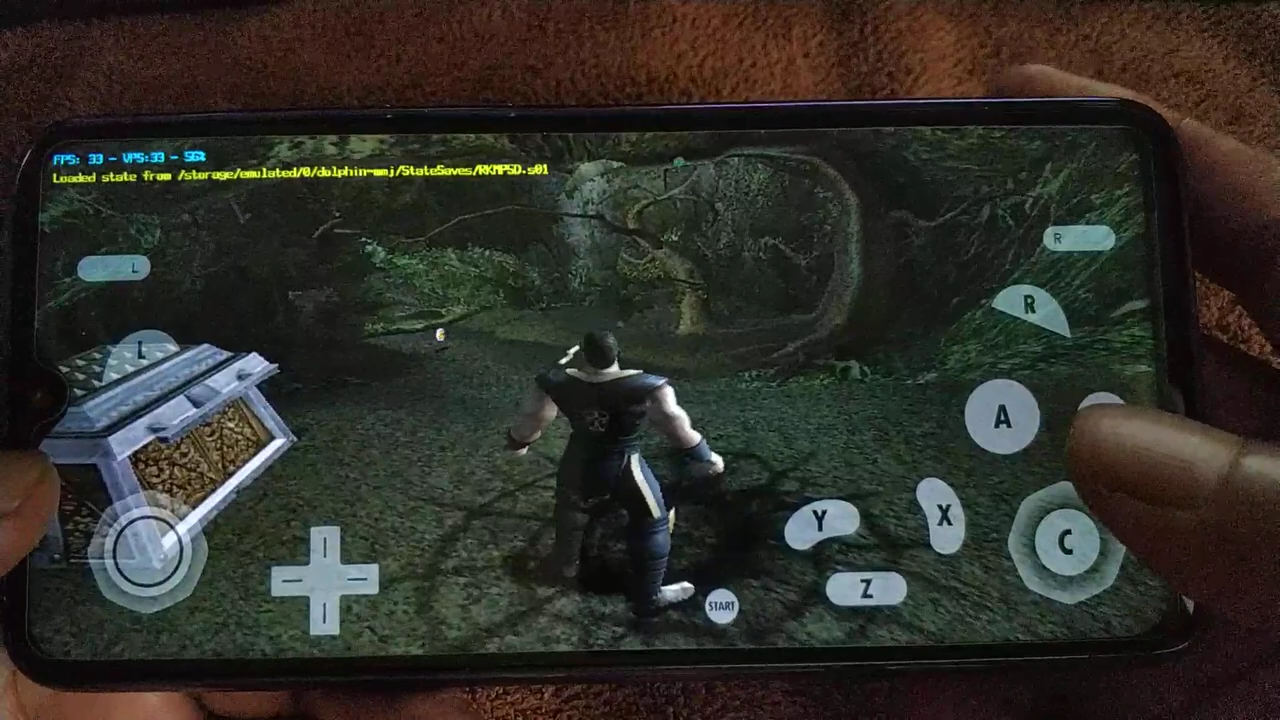 FPS: 33 - VPS:33 - 56%
Loaded state from /storage/emulated/0/dolphin-mmj/StateSaves/RKMP5D.s01
L
R
L
R
A
Y
X
C
Z
START